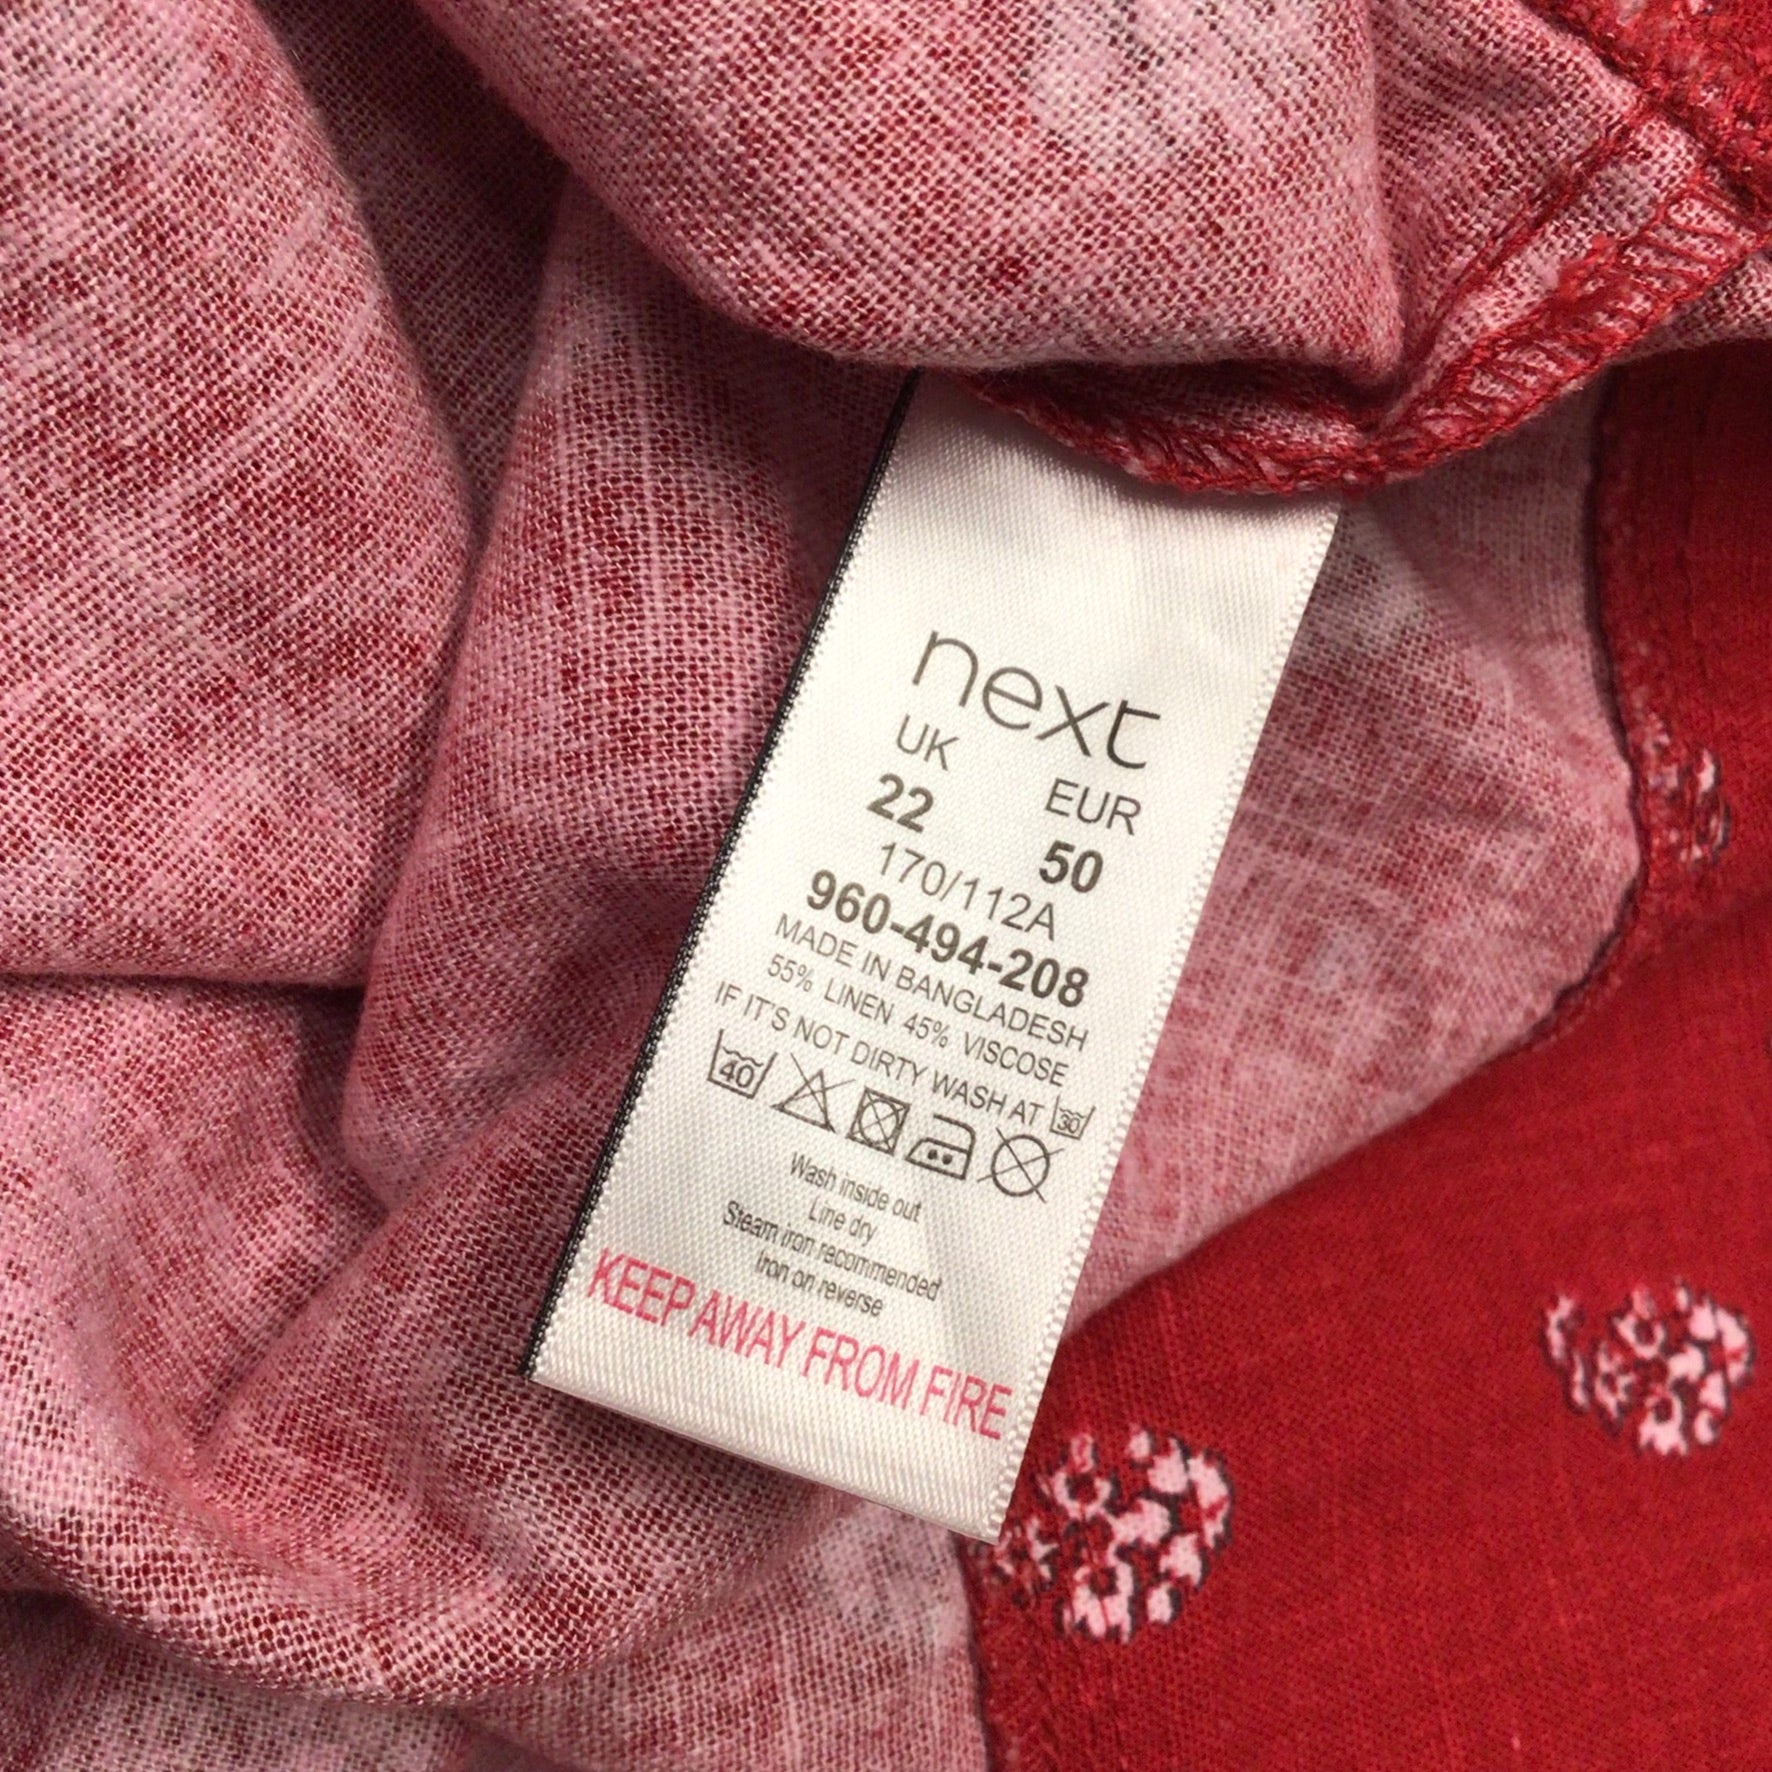 next
UK EUR
22 50
170/112A
960-494-208
MADE IN BANGLADESH
55% LINEN 45% VISCOSE
IF IT'S NOT DIRTY WASH AT 30
40
Wash inside out
Line dry
Steam iron recommended
Iron on reverse
KEEP AWAY FROM FIRE